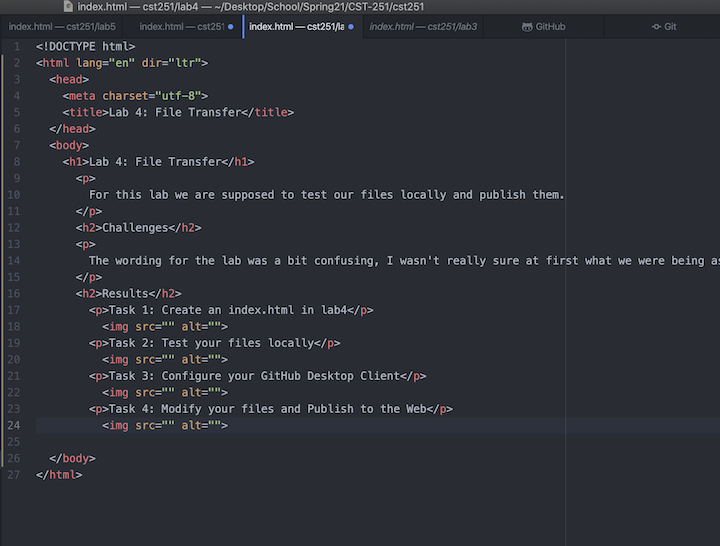 index.html — cst251/lab4 — ~/Desktop/School/Spring21/CST-251/cst251
index.html — cst251/lab5
index.html — cst251
index.html — cst251/la
index.html — cst251/lab3
GitHub
Git
1 <!DOCTYPE html>
2 <html lang="en" dir="ltr">
3 <head>
4 <meta charset="utf-8">
5 <title>Lab 4: File Transfer</title>
6 </head>
7 <body>
8 <h1>Lab 4: File Transfer</h1>
9 <p>
10 For this lab we are supposed to test our files locally and publish them.
11 </p>
12 <h2>Challenges</h2>
13 <p>
14 The wording for the lab was a bit confusing, I wasn't really sure at first what we were being as
15 </p>
16 <h2>Results</h2>
17 <p>Task 1: Create an index.html in lab4</p>
18 <img src="" alt="">
19 <p>Task 2: Test your files locally</p>
20 <img src="" alt="">
21 <p>Task 3: Configure your GitHub Desktop Client</p>
22 <img src="" alt="">
23 <p>Task 4: Modify your files and Publish to the Web</p>
24 <img src="" alt="">
25
26 </body>
27 </html>